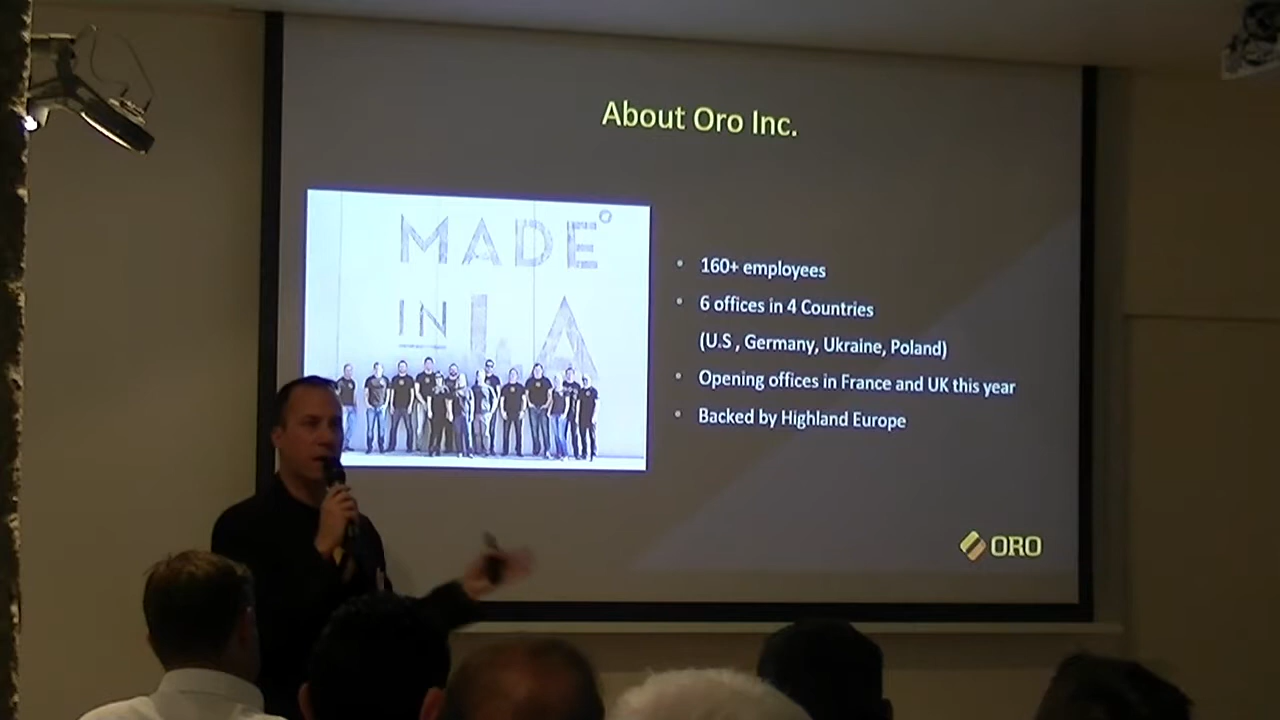 About Oro Inc.
MADE
IN LA
160+ employees
6 offices in 4 Countries
(U.S , Germany, Ukraine, Poland)
Opening offices in France and UK this year
Backed by Highland Europe
ORO